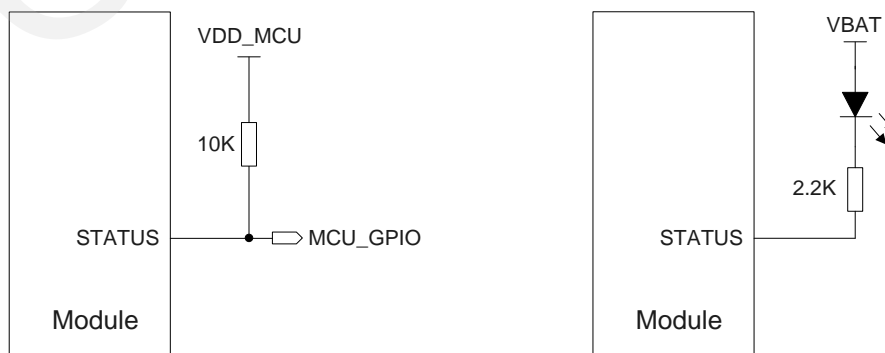 VDD_MCU
10K
STATUS
MCU_GPIO
Module
VBAT
2.2K
STATUS
Module